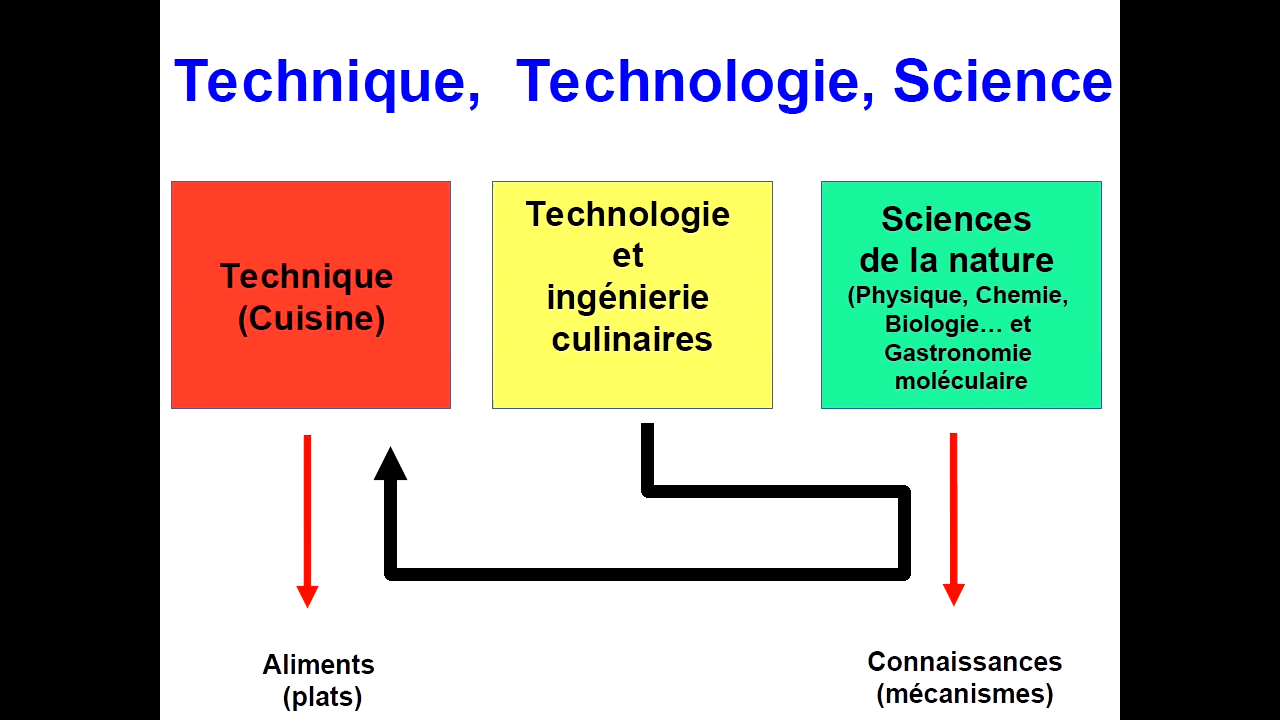 Technique, Technologie, Science
Technique
(Cuisine)
Technologie
et
ingénierie
culinaires
Sciences
de la nature
(Physique, Chemie,
Biologie… et
Gastronomie
moléculaire
Aliments
(plats)
Connaissances
(mécanismes)